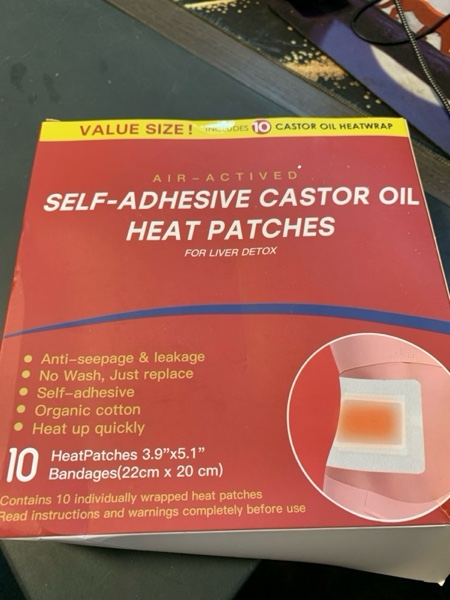 VALUE SIZE! INCLUDES 10 CASTOR OIL HEATWRAP
AIR-ACTIVED
SELF-ADHESIVE CASTOR OIL
HEAT PATCHES
FOR LIVER DETOX
Anti-seepage & leakage
No Wash, Just replace
Self-adhesive
Organic cotton
Heat up quickly
10 HeatPatches 3.9”x5.1”
Bandages(22cm x 20 cm)
Contains 10 individually wrapped heat patches
Read instructions and warnings completely before use